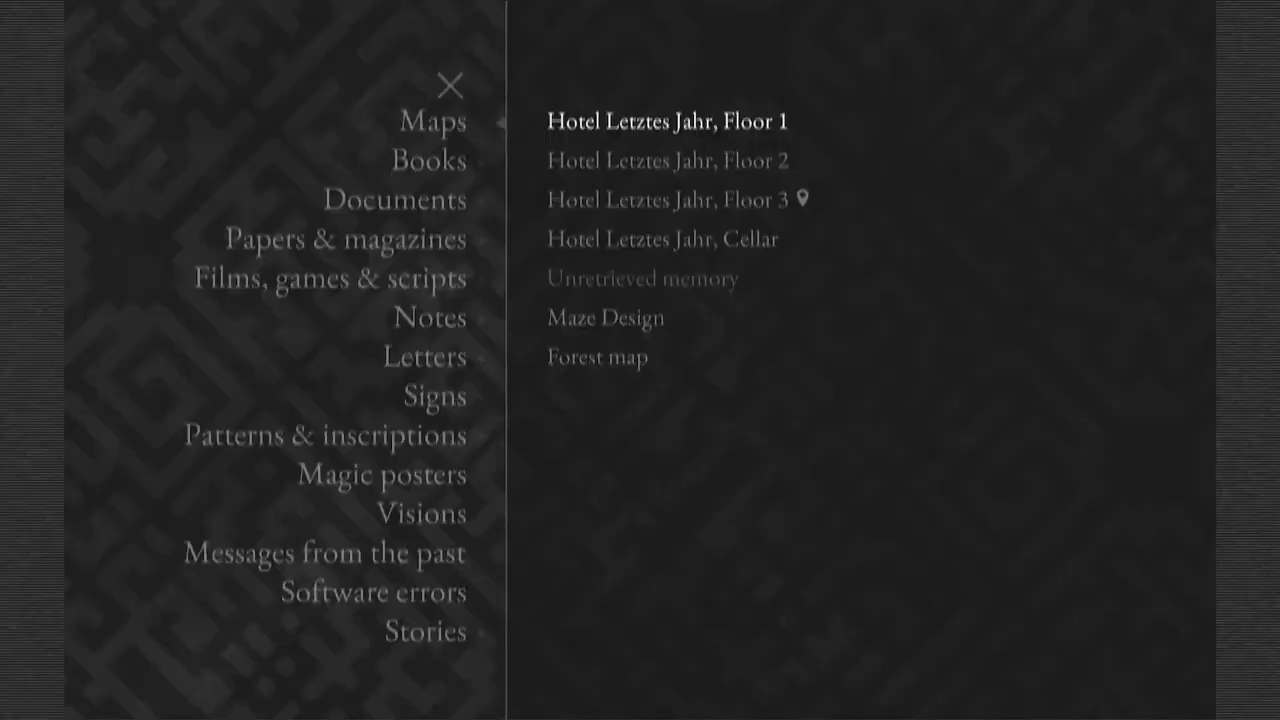 Maps
Books
Documents
Papers & magazines
Films, games & scripts
Notes
Letters
Signs
Patterns & inscriptions
Magic posters
Visions
Messages from the past
Software errors
Stories
Hotel Letztes Jahr, Floor 1
Hotel Letztes Jahr, Floor 2
Hotel Letztes Jahr, Floor 3
Hotel Letztes Jahr, Cellar
Unretrieved memory
Maze Design
Forest map